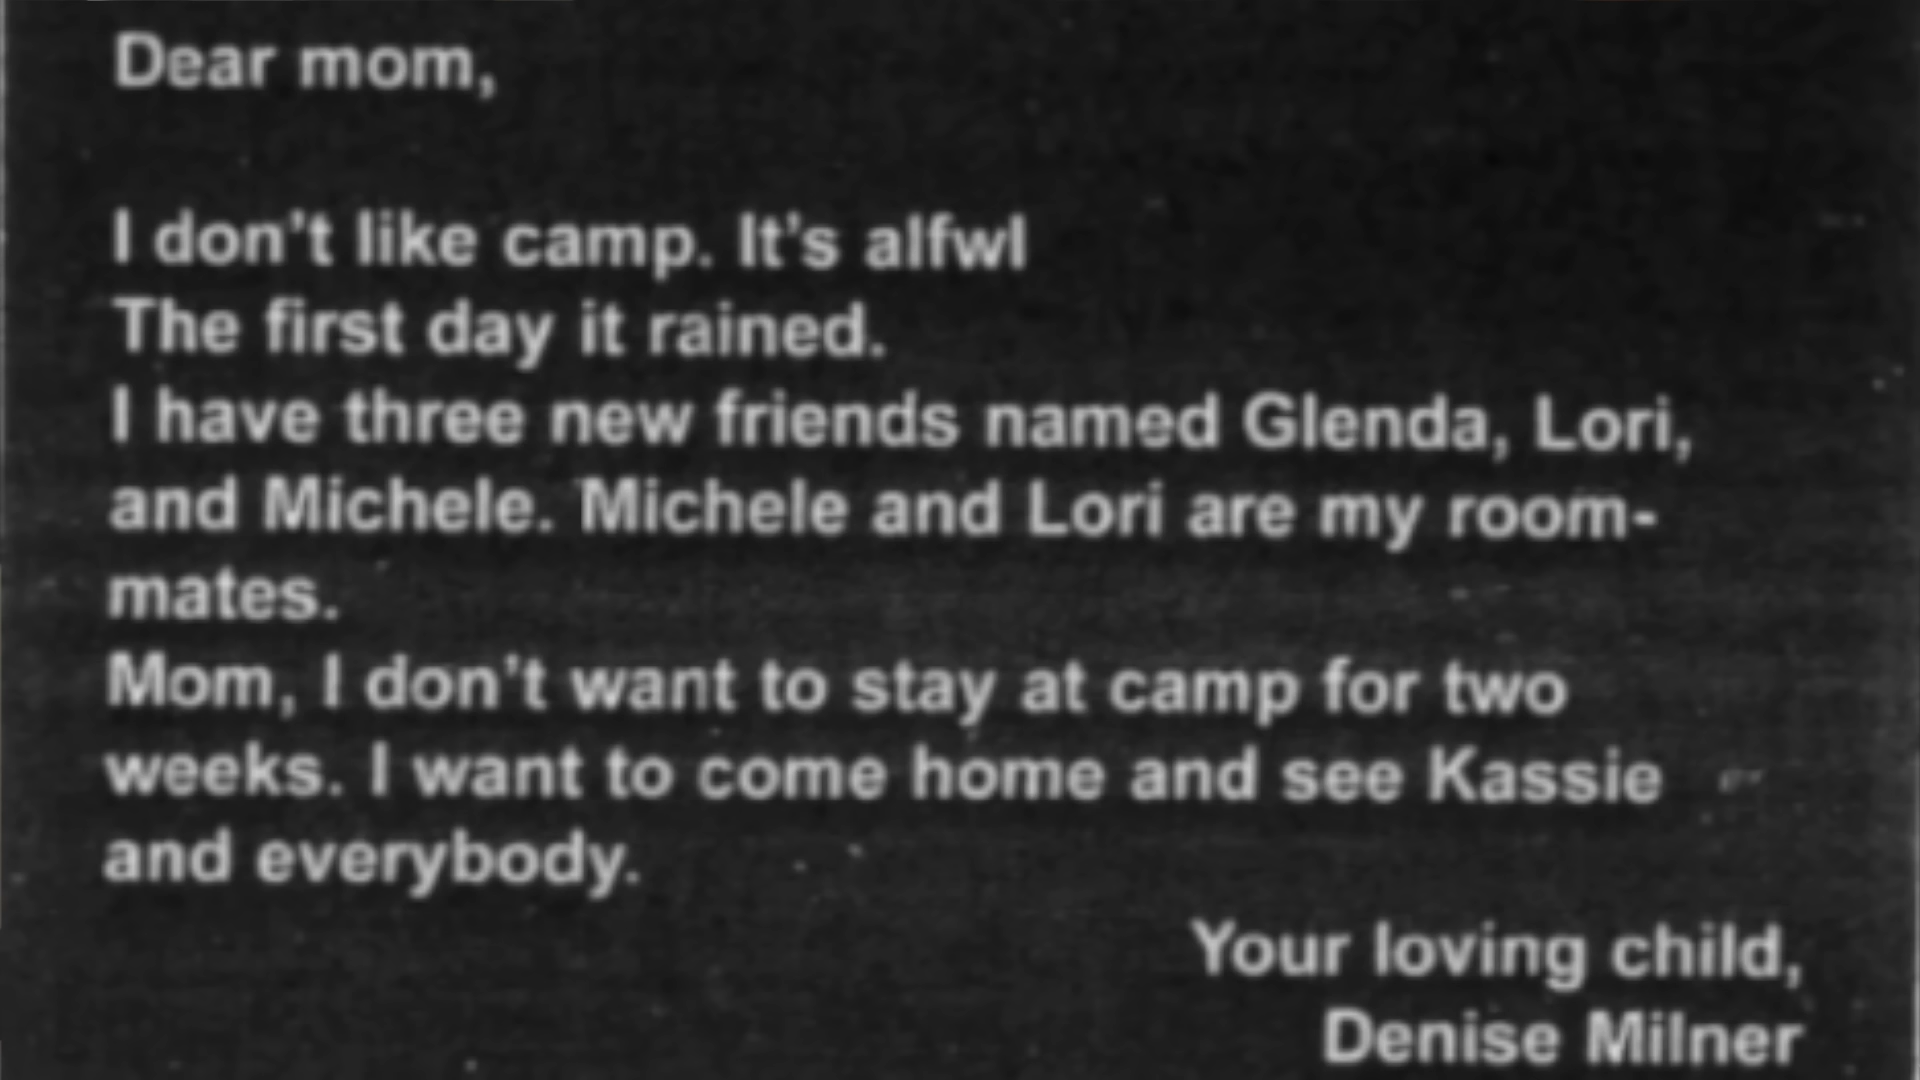 Dear mom,
I don't like camp. It's alfwl
The first day it rained.
I have three new friends named Glenda, Lori,
and Michele. Michele and Lori are my room-
mates.
Mom, I don't want to stay at camp for two
weeks. I want to come home and see Kassie
and everybody.
Your loving child,
Denise Milner